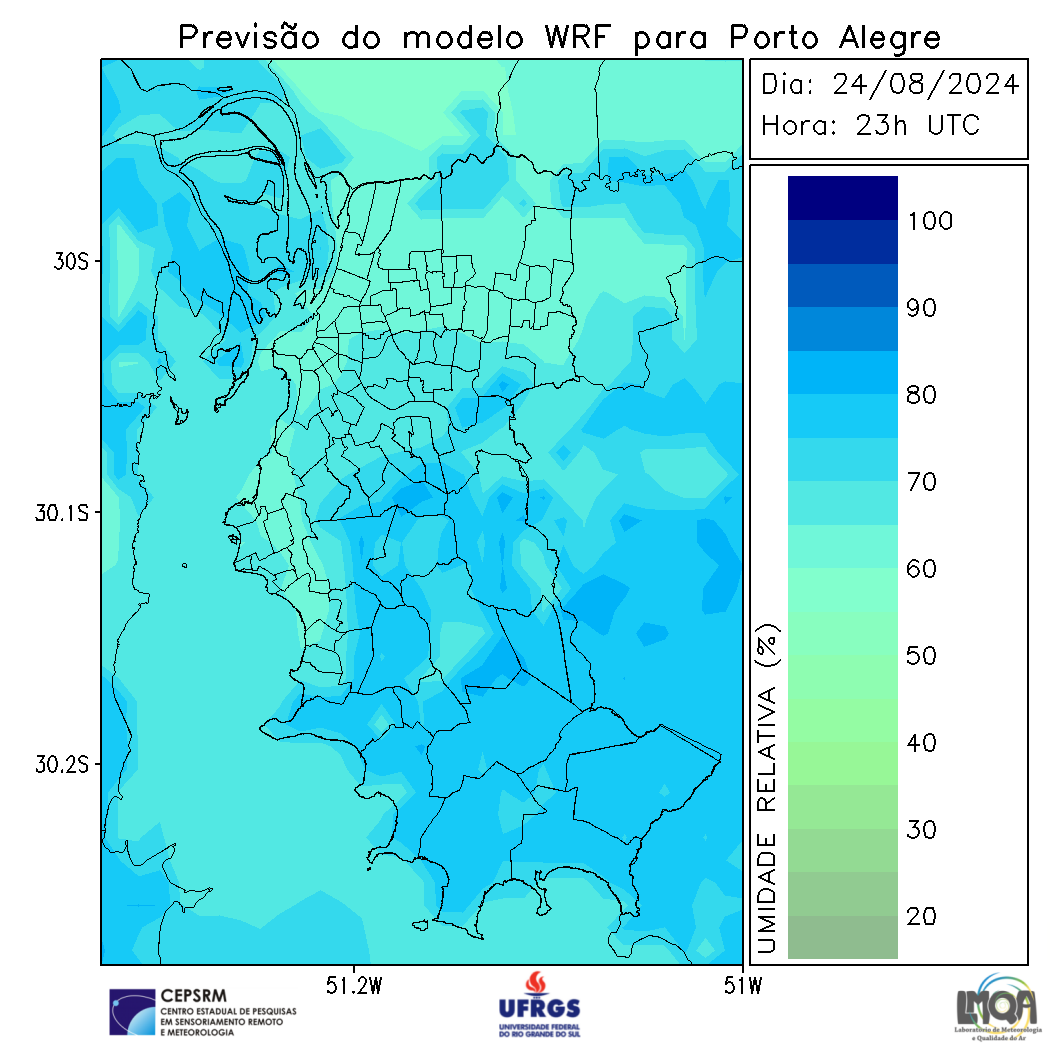 Previsão do modelo WRF para Porto Alegre
Dia: 24/08/2024
Hora: 23h UTC
100
90
80
70
60
50
40
30
20
UMIDADE RELATIVA (%)
30S
30.1S
30.2S
51.2W
51W
CEPSRM
CENTRO ESTADUAL DE PESQUISAS
EM SENSORIAMENTO REMOTO
E METEOROLOGIA
UFRGS
UNIVERSIDADE FEDERAL
DO RIO GRANDE DO SUL
LMQA
Laboratório de Meteorologia
e Qualidade do Ar